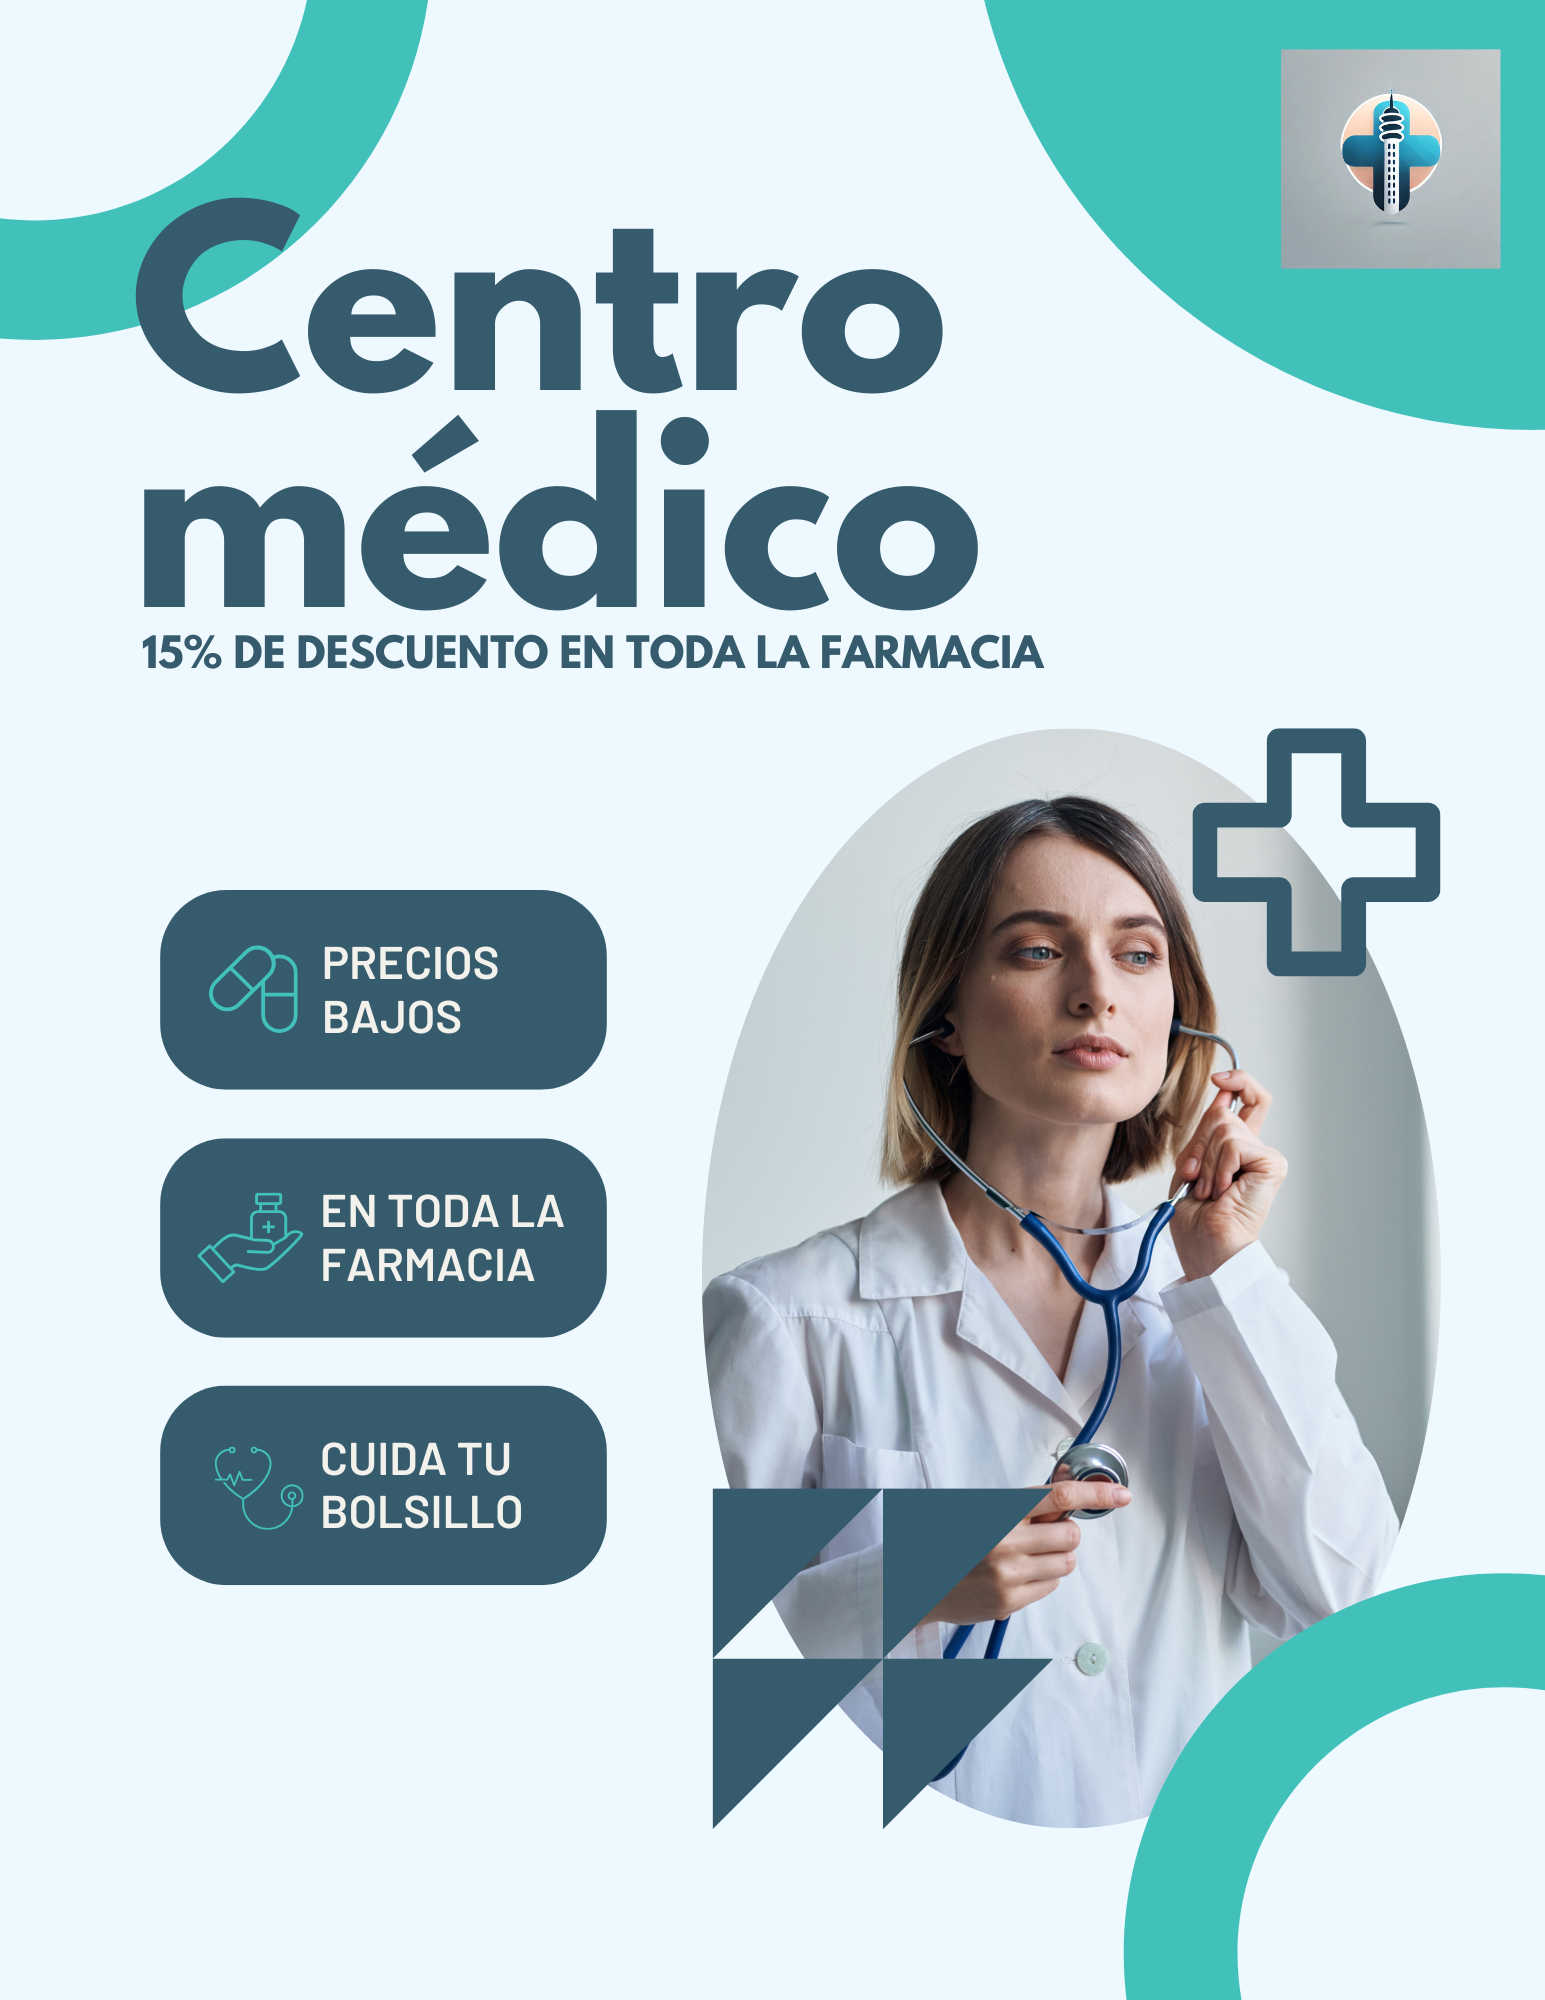 Centro
médico
15% DE DESCUENTO EN TODA LA FARMACIA
PRECIOS
BAJOS
EN TODA LA
FARMACIA
CUIDA TU
BOLSILLO